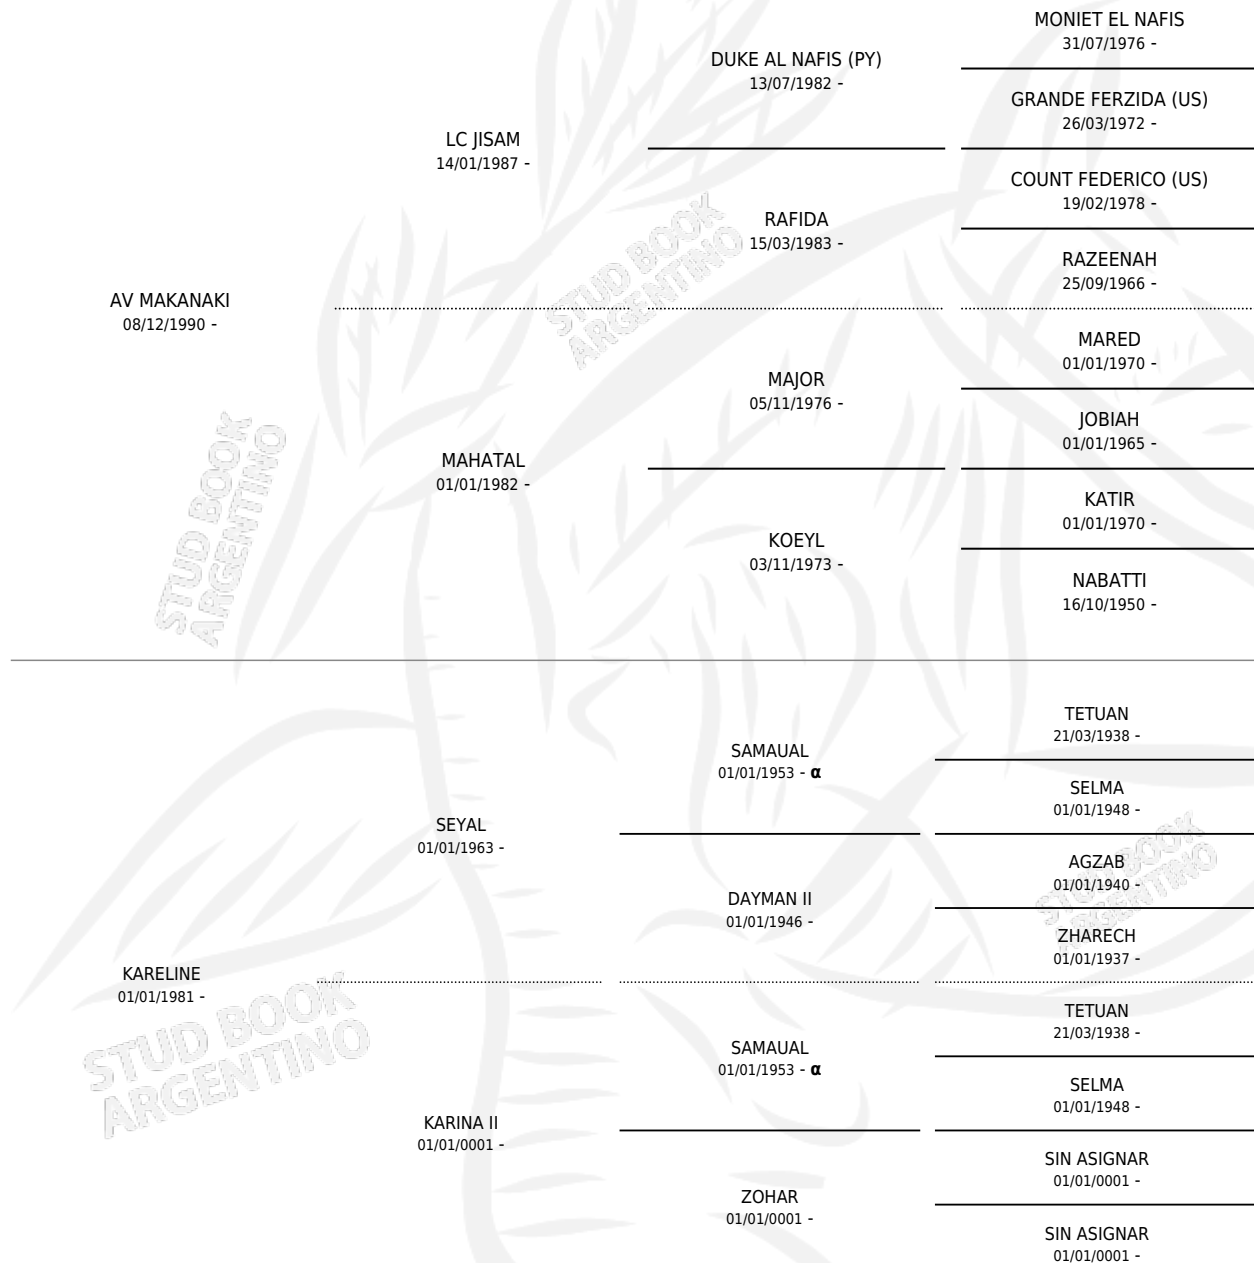 MONIET EL NAFIS
31/07/1976 -
DUKE AL NAFIS (PY)
13/07/1982 -
GRANDE FERZIDA (US)
26/03/1972 -
LC JISAM
14/01/1987 -
COUNT FEDERICO (US)
19/02/1978 -
RAFIDA
15/03/1983 -
RAZEENAH
25/09/1966 -
AV MAKANAKI
08/12/1990 -
MARED
01/01/1970 -
MAJOR
05/11/1976 -
JOBIAH
01/01/1965 -
MAHATAL
01/01/1982 -
KATIR
01/01/1970 -
KOEYL
03/11/1973 -
NABATTI
16/10/1950 -
TETUAN
21/03/1938 -
SAMAUAL
01/01/1953 - α
SELMA
01/01/1948 -
SEYAL
01/01/1963 -
AGZAB
01/01/1940 -
DAYMAN II
01/01/1946 -
ZHARECH
01/01/1937 -
KARELINE
01/01/1981 -
TETUAN
21/03/1938 -
SAMAUAL
01/01/1953 - α
SELMA
01/01/1948 -
KARINA II
01/01/0001 -
SIN ASIGNAR
01/01/0001 -
ZOHAR
01/01/0001 -
SIN ASIGNAR
01/01/0001 -
STUD BOOK
ARGENTINO
STUD BOOK
ARGENTINO
STUD BOOK
ARGENTINO
STUD BOOK
ARGENTINO